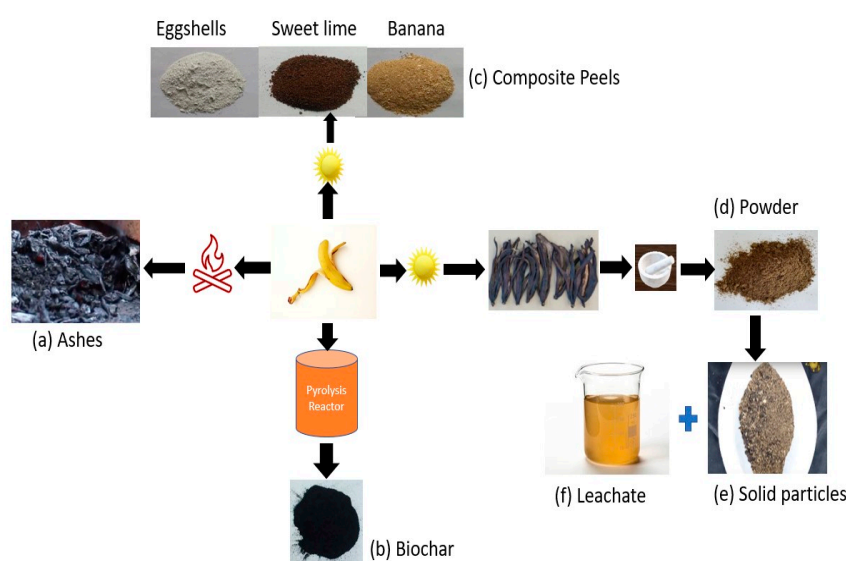 Eggshells Sweet lime Banana
(c) Composite Peels
(d) Powder
(a) Ashes
Pyrolysis
Reactor
(f) Leachate
(e) Solid particles
(b) Biochar